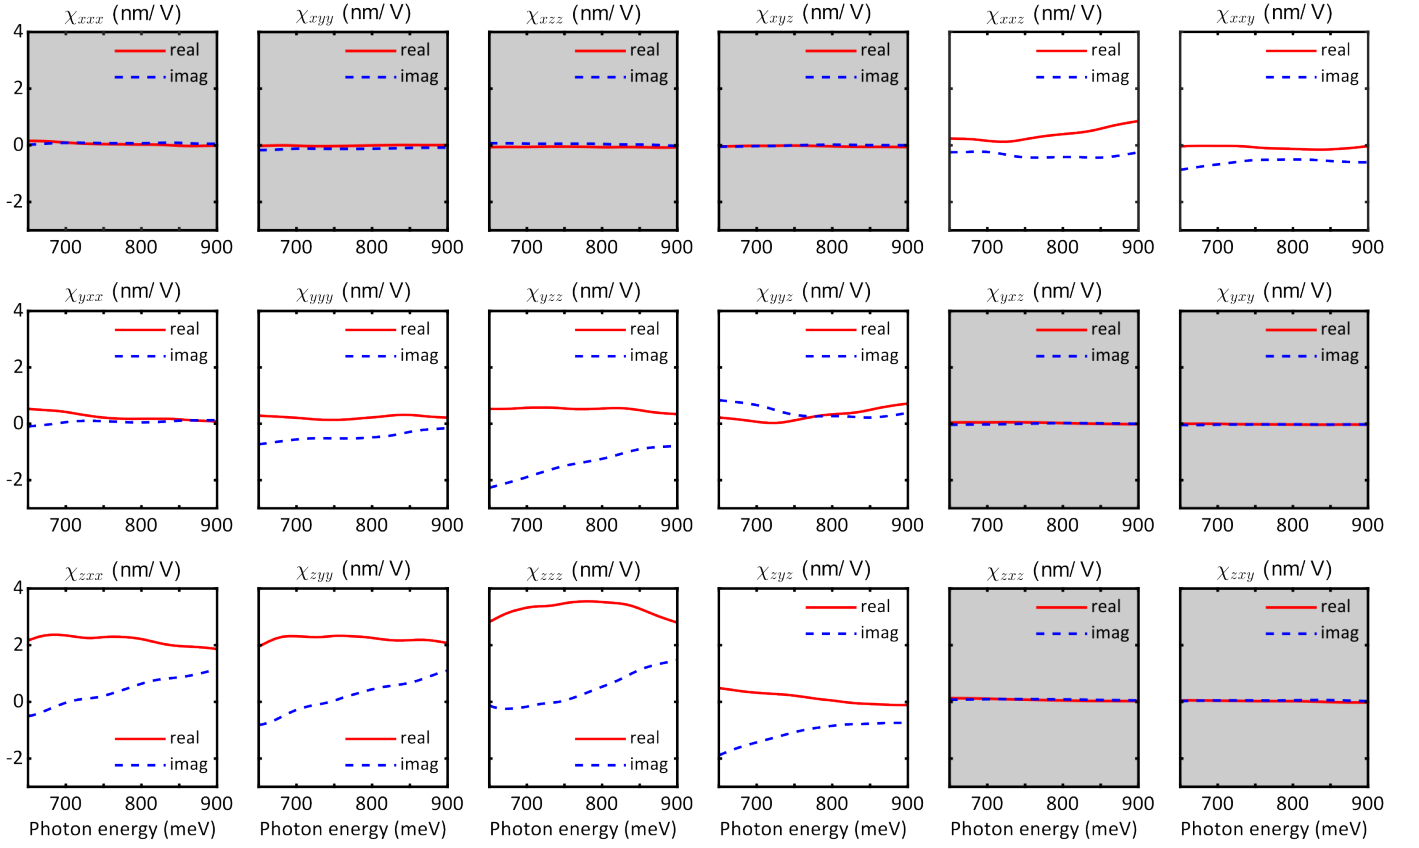 χxxx (nm/ V) χxyy (nm/ V) χxzz (nm/ V) χxyz (nm/ V) χxxz (nm/ V) χxxy (nm/ V)
4 real real real real real real
imag imag imag imag imag imag
2
0
-2
700 800 900 700 800 900 700 800 900 700 800 900 700 800 900 700 800 900
χyxx (nm/ V) χyyy (nm/ V) χyzz (nm/ V) χyyz (nm/ V) χyxz (nm/ V) χyxy (nm/ V)
4 real real real real real real
imag imag imag imag imag imag
2
0
-2
700 800 900 700 800 900 700 800 900 700 800 900 700 800 900 700 800 900
χzxx (nm/ V) χzyy (nm/ V) χzzz (nm/ V) χzyz (nm/ V) χzxz (nm/ V) χzxy (nm/ V)
4 real real real
imag imag imag
2
0
real real real
-2 imag imag imag
700 800 900 700 800 900 700 800 900 700 800 900 700 800 900 700 800 900
Photon energy (meV) Photon energy (meV) Photon energy (meV) Photon energy (meV) Photon energy (meV) Photon energy (meV)